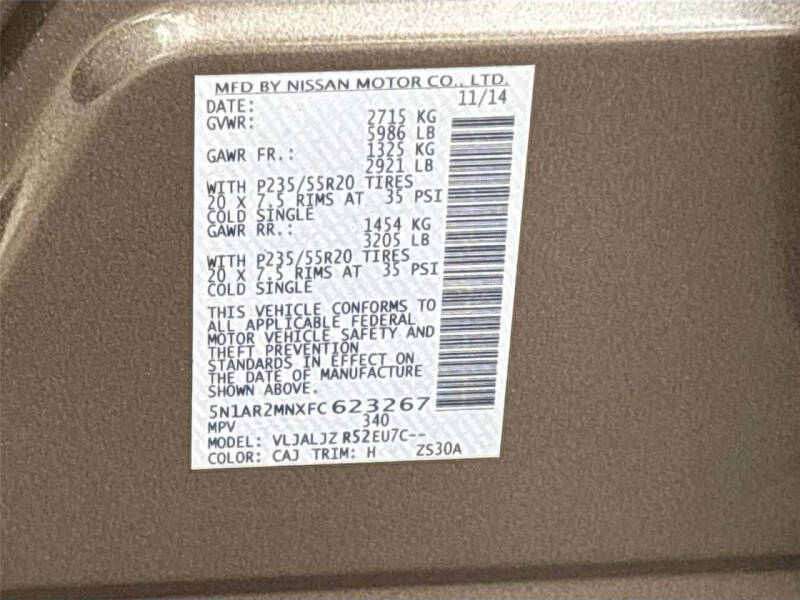 MFD BY NISSAN MOTOR CO., LTD.
DATE: 11/14
GVWR: 2715 KG
5986 LB
GAWR FR.: 1325 KG
2921 LB
WITH P235/55R20 TIRES
20 X 7.5 RIMS AT 35 PSI
COLD SINGLE
GAWR RR.: 1454 KG
3205 LB
WITH P235/55R20 TIRES
20 X 7.5 RIMS AT 35 PSI
COLD SINGLE
THIS VEHICLE CONFORMS TO
ALL APPLICABLE FEDERAL
MOTOR VEHICLE SAFETY AND
THEFT PREVENTION
STANDARDS IN EFFECT ON
THE DATE OF MANUFACTURE
SHOWN ABOVE.
5N1AR2MNXFC623267
MPV 340
MODEL: VLJALJZ R52EU7C--
COLOR: CAJ TRIM: H ZS30A